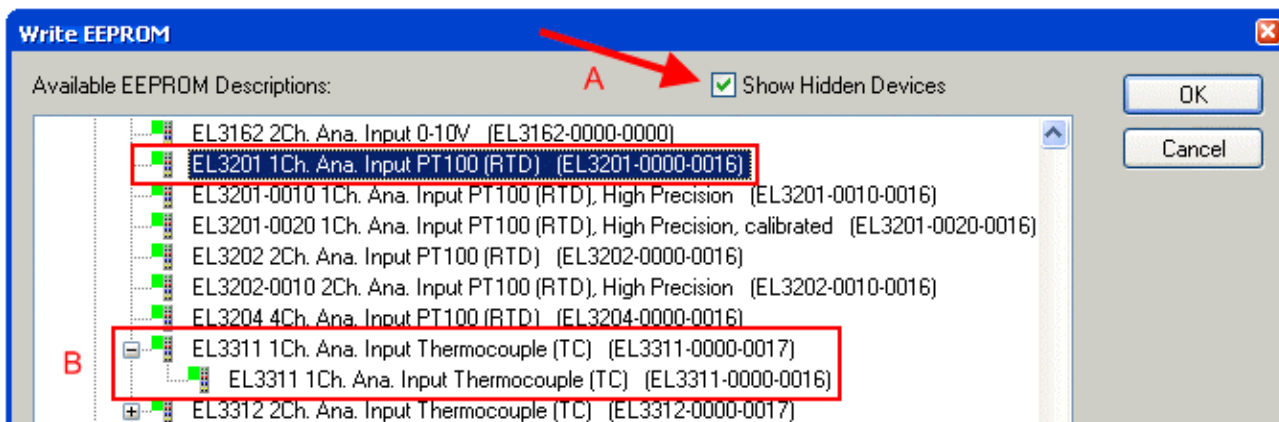 Write EEPROM
A
Available EEPROM Descriptions:
Show Hidden Devices
OK
Cancel
EL3162 2Ch. Ana. Input 0-10V (EL3162-0000-0000)
EL3201 1Ch. Ana. Input PT100 (RTD) (EL3201-0000-0016)
EL3201-0010 1Ch. Ana. Input PT100 (RTD), High Precision (EL3201-0010-0016)
EL3201-0020 1Ch. Ana. Input PT100 (RTD), High Precision, calibrated (EL3201-0020-0016)
EL3202 2Ch. Ana. Input PT100 (RTD) (EL3202-0000-0016)
EL3202-0010 2Ch. Ana. Input PT100 (RTD), High Precision (EL3202-0010-0016)
EL3204 4Ch. Ana. Input PT100 (RTD) (EL3204-0000-0016)
B
EL3311 1Ch. Ana. Input Thermocouple (TC) (EL3311-0000-0017)
EL3311 1Ch. Ana. Input Thermocouple (TC) (EL3311-0000-0016)
EL3312 2Ch. Ana. Input Thermocouple (TC) (EL3312-0000-0017)